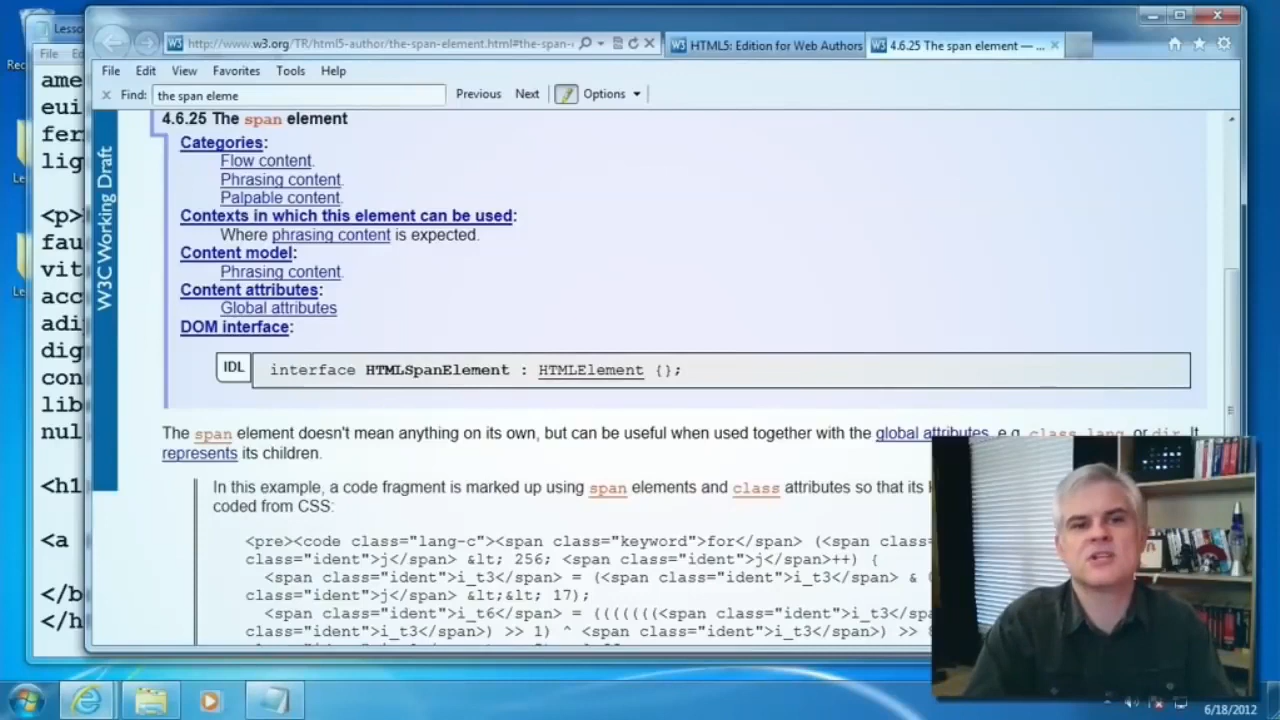 Lesso
http://www.w3.org/TR/html5-author/the-span-element.html#the-span-
HTML5: Edition for Web Authors
4.6.25 The span element — ...
File Ed
File Edit View Favorites Tools Help
Find: the span eleme Previous Next Options
Rec
ame
eui
fer
lig
<p>
fau
vit
acc
adi
dig
con
lib
nul
<h1
<a
</b
</h
Le
Le
W3C Working Draft
4.6.25 The span element
Categories:
Flow content.
Phrasing content.
Palpable content.
Contexts in which this element can be used:
Where phrasing content is expected.
Content model:
Phrasing content.
Content attributes:
Global attributes
DOM interface:
IDL
interface HTMLSpanElement : HTMLElement {};
The span element doesn't mean anything on its own, but can be useful when used together with the global attributes, e.g. class, lang, or dir. It
represents its children.
In this example, a code fragment is marked up using span elements and class attributes so that its k
coded from CSS:
<pre><code class="lang-c"><span class="keyword">for</span> (<span
class="ident">j</span> &lt; 256; <span class="ident">j</span>++) {
<span class="ident">i_t3</span> = (<span class="ident">i_t3</span> &
class="ident">j</span> &lt;&lt; 17);
<span class="ident">i_t6</span> = (((((((<span class="ident">i_t3</spa
class="ident">i_t3</span>) >> 1) ^ <span class="ident">i_t3</span>) >>
6/18/2012